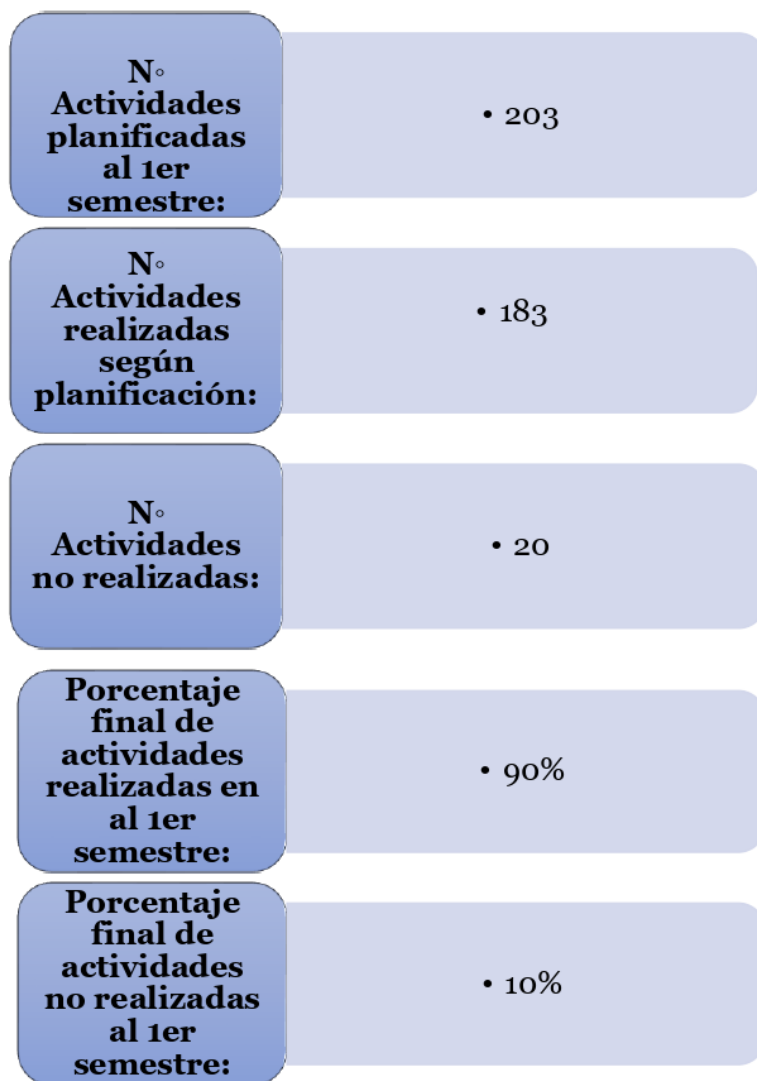 N◦
Actividades
planificadas
al 1er
semestre:
• 203
N◦
Actividades
realizadas
según
planificación:
• 183
N◦
Actividades
no realizadas:
• 20
Porcentaje
final de
actividades
realizadas en
al 1er
semestre:
• 90%
Porcentaje
final de
actividades
no realizadas
al 1er
semestre:
• 10%